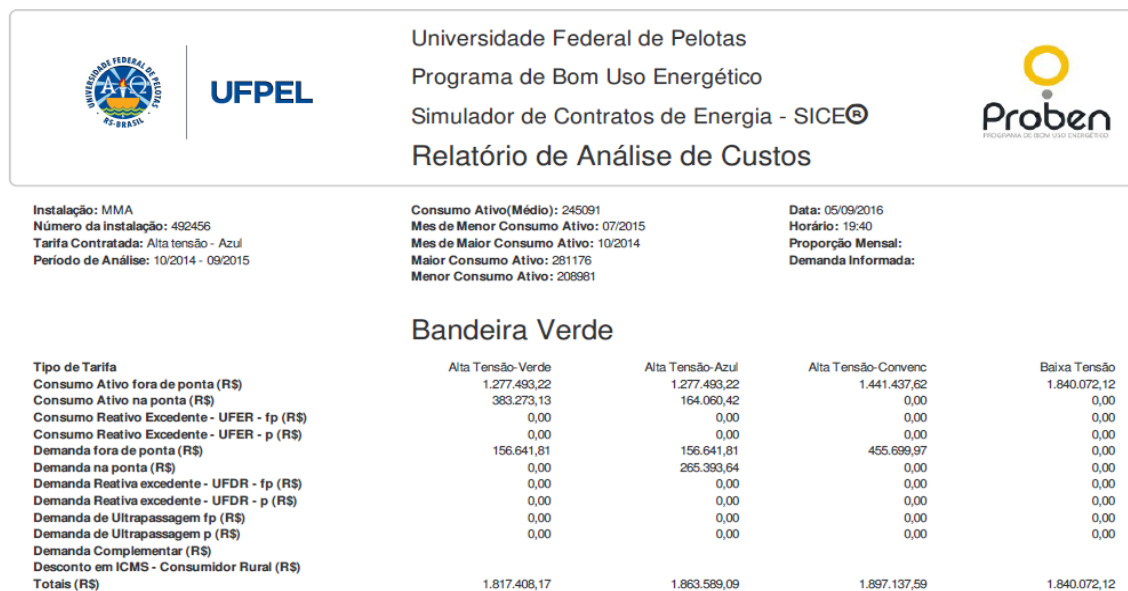 UNIVERSIDADE FEDERAL DE PELOTAS
RS-BRASIL
UFPEL
Universidade Federal de Pelotas
Programa de Bom Uso Energético
Simulador de Contratos de Energia - SICE®
Relatório de Análise de Custos
Proben
PROGRAMA DE BOM USO ENERGÉTICO
Instalação: MMA
Número da instalação: 492456
Tarifa Contratada: Alta tensão - Azul
Período de Análise: 10/2014 - 09/2015
Consumo Ativo(Médio): 245091
Mes de Menor Consumo Ativo: 07/2015
Mes de Maior Consumo Ativo: 10/2014
Maior Consumo Ativo: 281176
Menor Consumo Ativo: 208981
Data: 05/09/2016
Horário: 19:40
Proporção Mensal:
Demanda Informada:
Bandeira Verde
Tipo de Tarifa Alta Tensão-Verde Alta Tensão-Azul Alta Tensão-Convenc Baixa Tensão
Consumo Ativo fora de ponta (R$) 1.277.493,22 1.277.493,22 1.441.437,62 1.840.072,12
Consumo Ativo na ponta (R$) 383.273,13 164.060,42 0,00 0,00
Consumo Reativo Excedente - UFER - fp (R$) 0,00 0,00 0,00 0,00
Consumo Reativo Excedente - UFER - p (R$) 0,00 0,00 0,00 0,00
Demanda fora de ponta (R$) 156.641,81 156.641,81 455.699,97 0,00
Demanda na ponta (R$) 0,00 265.393,64 0,00 0,00
Demanda Reativa excedente - UFDR - fp (R$) 0,00 0,00 0,00 0,00
Demanda Reativa excedente - UFDR - p (R$) 0,00 0,00 0,00 0,00
Demanda de Ultrapassagem fp (R$) 0,00 0,00 0,00 0,00
Demanda de Ultrapassagem p (R$) 0,00 0,00 0,00 0,00
Demanda Complementar (R$)
Desconto em ICMS - Consumidor Rural (R$)
Totais (R$) 1.817.408,17 1.863.589,09 1.897.137,59 1.840.072,12